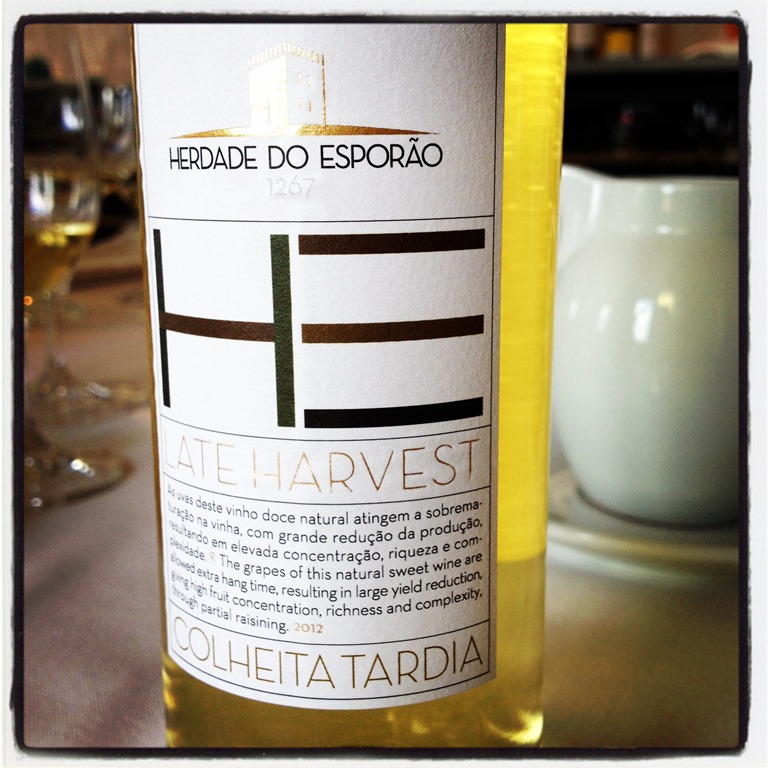 HERDADE DO ESPORÃO
1267
HE
LATE HARVEST
As uvas deste vinho doce natural atingem a sobrema-
turação na vinha, com grande redução da produção,
resultando em elevada concentração, riqueza e com-
plexidade. The grapes of this natural sweet wine are
allowed extra hang time, resulting in large yield reduction,
giving high fruit concentration, richness and complexity,
through partial raisining. 2012
COLHEITA TARDIA